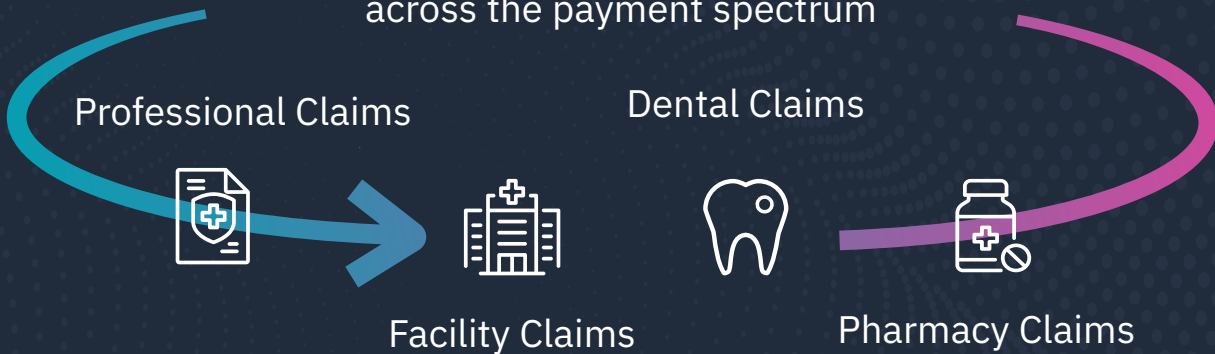 across the payment spectrum
Professional Claims
Dental Claims
Facility Claims
Pharmacy Claims